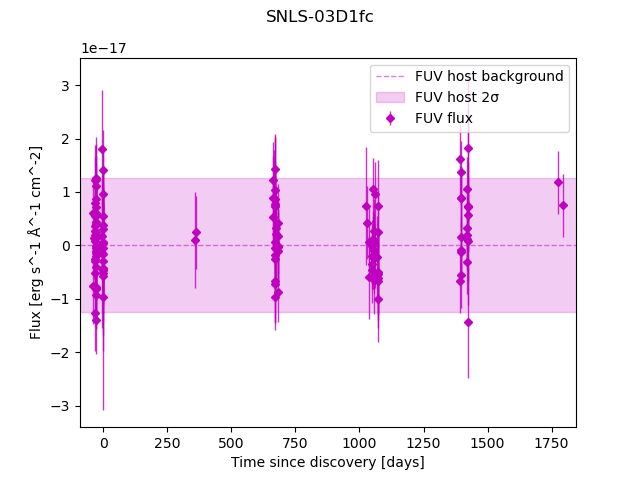 SNLS-03D1fc
1e−17
FUV host background
FUV host 2σ
FUV flux
3
2
1
0
−1
−2
−3
Flux [erg s^-1 Å^-1 cm^-2]
0 250 500 750 1000 1250 1500 1750
Time since discovery [days]